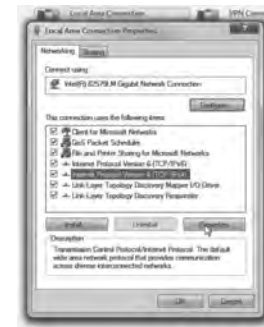 Local Area Connection
VPN Conn
Local Area Connection Properties
Networking Sharing
Connect using:
Intel(R) 82579LM Gigabit Network Connection
Configure...
This connection uses the following items:
Client for Microsoft Networks
QoS Packet Scheduler
File and Printer Sharing for Microsoft Networks
Internet Protocol Version 6 (TCP/IPv6)
Internet Protocol Version 4 (TCP/IPv4)
Link-Layer Topology Discovery Mapper I/O Driver
Link-Layer Topology Discovery Responder
Install...
Uninstall
Properties
Description
Transmission Control Protocol/Internet Protocol. The default
wide area network protocol that provides communication
across diverse interconnected networks.
OK
Cancel